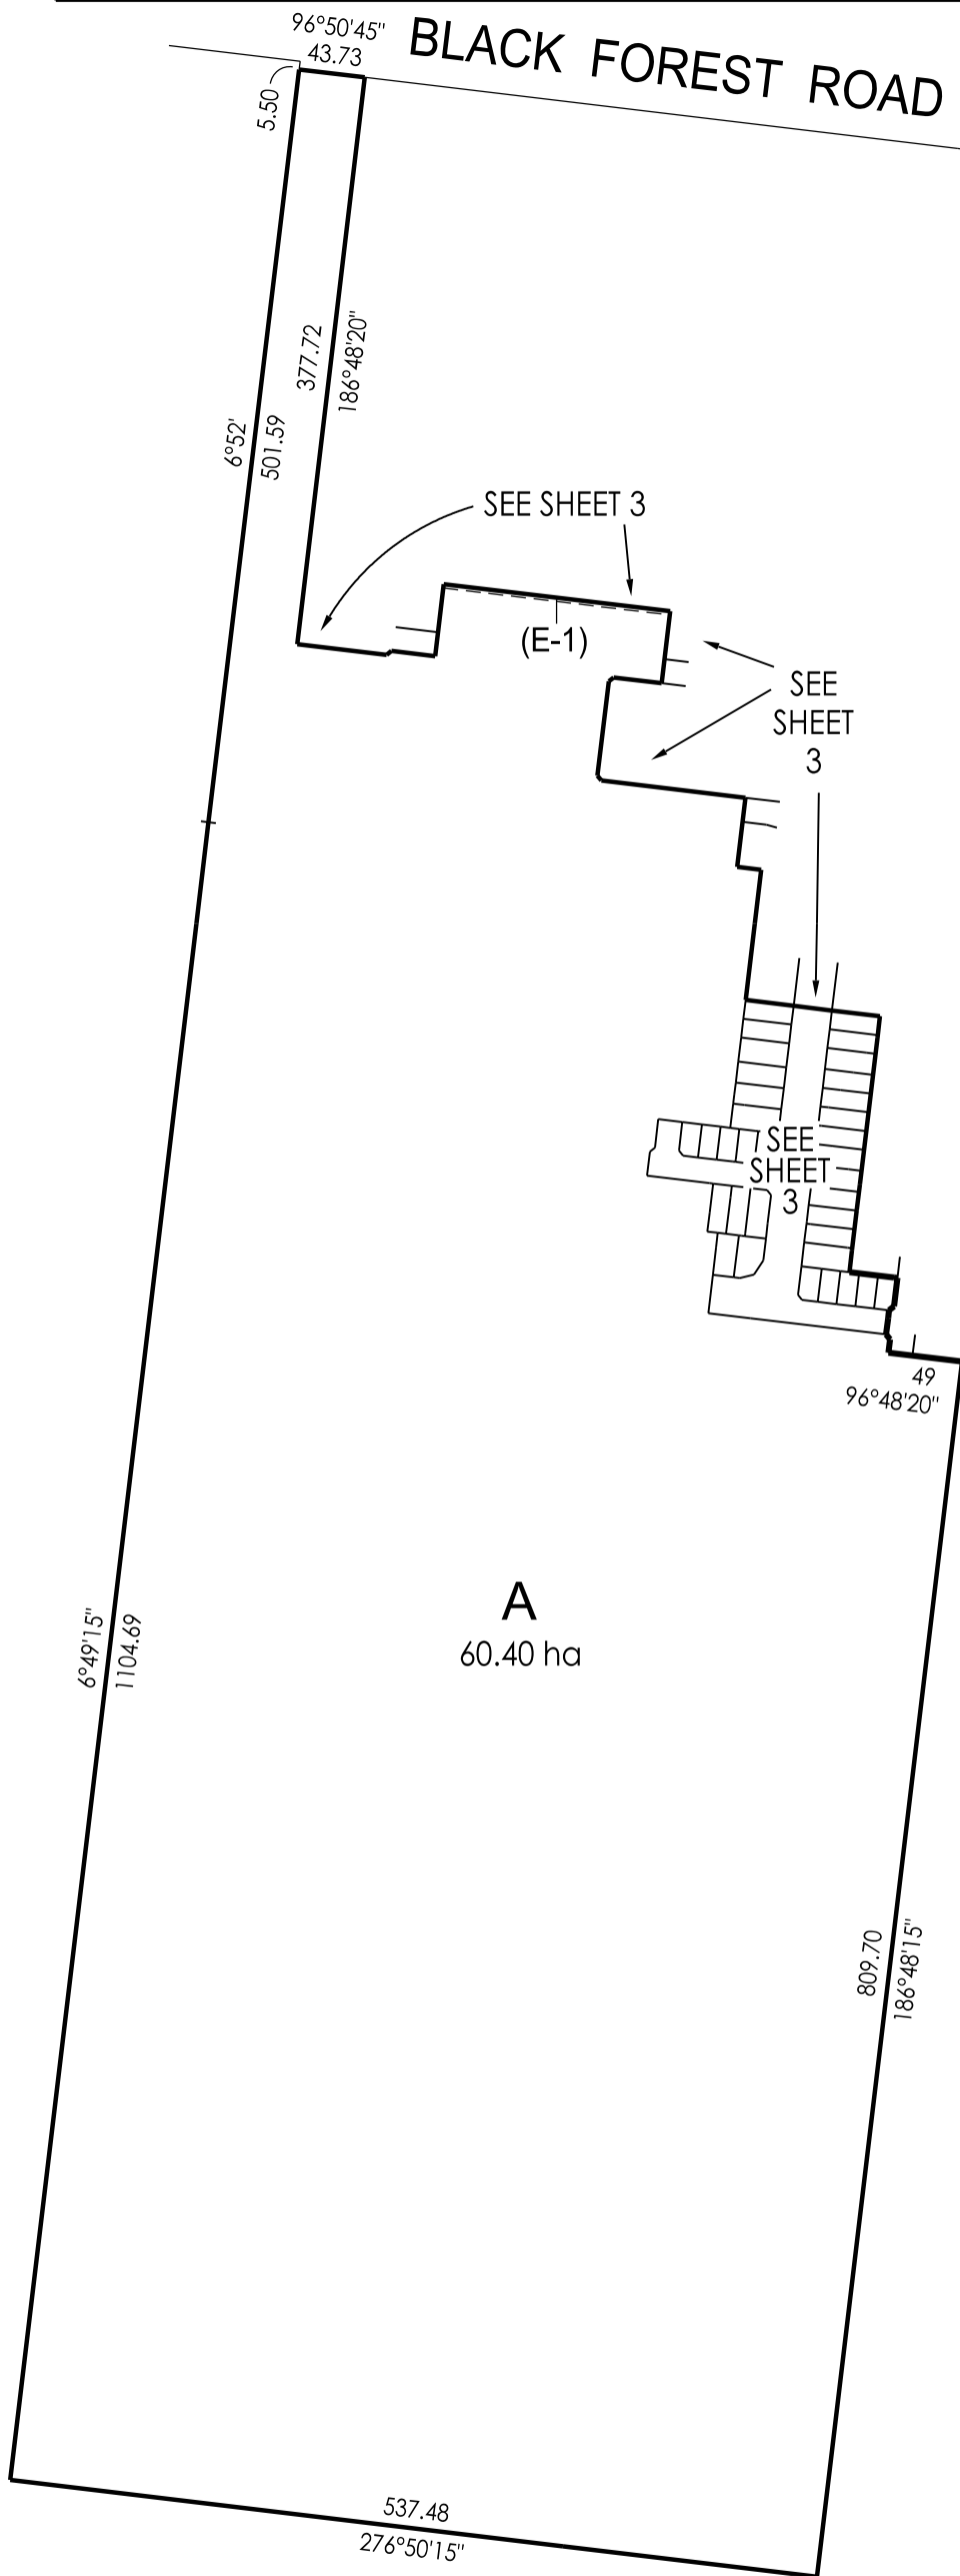 96°50'45"
43.73
BLACK FOREST ROAD
5.50
377.72
186°48'20"
6°52'
501.59
SEE SHEET 3
(E-1)
SEE
SHEET
3
SEE
SHEET
3
49
96°48'20"
A
60.40 ha
6°49'15"
1104.69
809.70
186°48'15"
537.48
276°50'15"